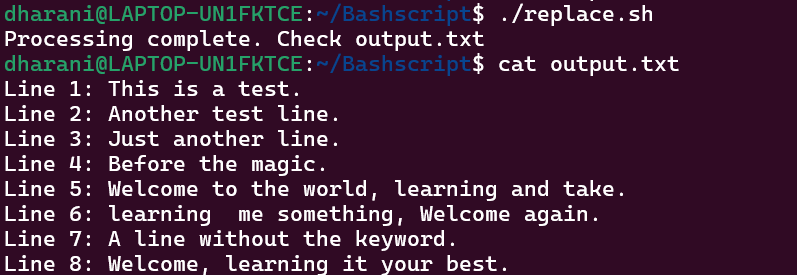 dharani@LAPTOP-UN1FKTCE:~/Bashscript$ ./replace.sh
Processing complete. Check output.txt
dharani@LAPTOP-UN1FKTCE:~/Bashscript$ cat output.txt
Line 1: This is a test.
Line 2: Another test line.
Line 3: Just another line.
Line 4: Before the magic.
Line 5: Welcome to the world, learning and take.
Line 6: learning  me something, Welcome again.
Line 7: A line without the keyword.
Line 8: Welcome, learning it your best.